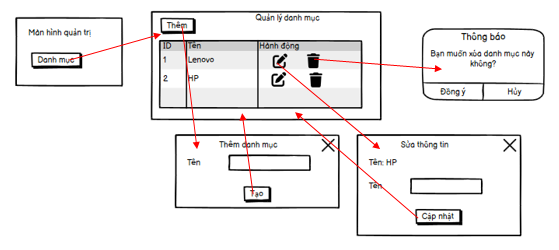 Màn hình quản trị
Danh mục
Quản lý danh mục
Thêm
ID Tên Hành động
1 Lenovo
2 HP
Thông báo
Bạn muốn xóa danh mục này
không?
Đồng ý Hủy
Thêm danh mục
Tên
Tạo
Sửa thông tin
Tên: HP
Tên:
Cập nhật